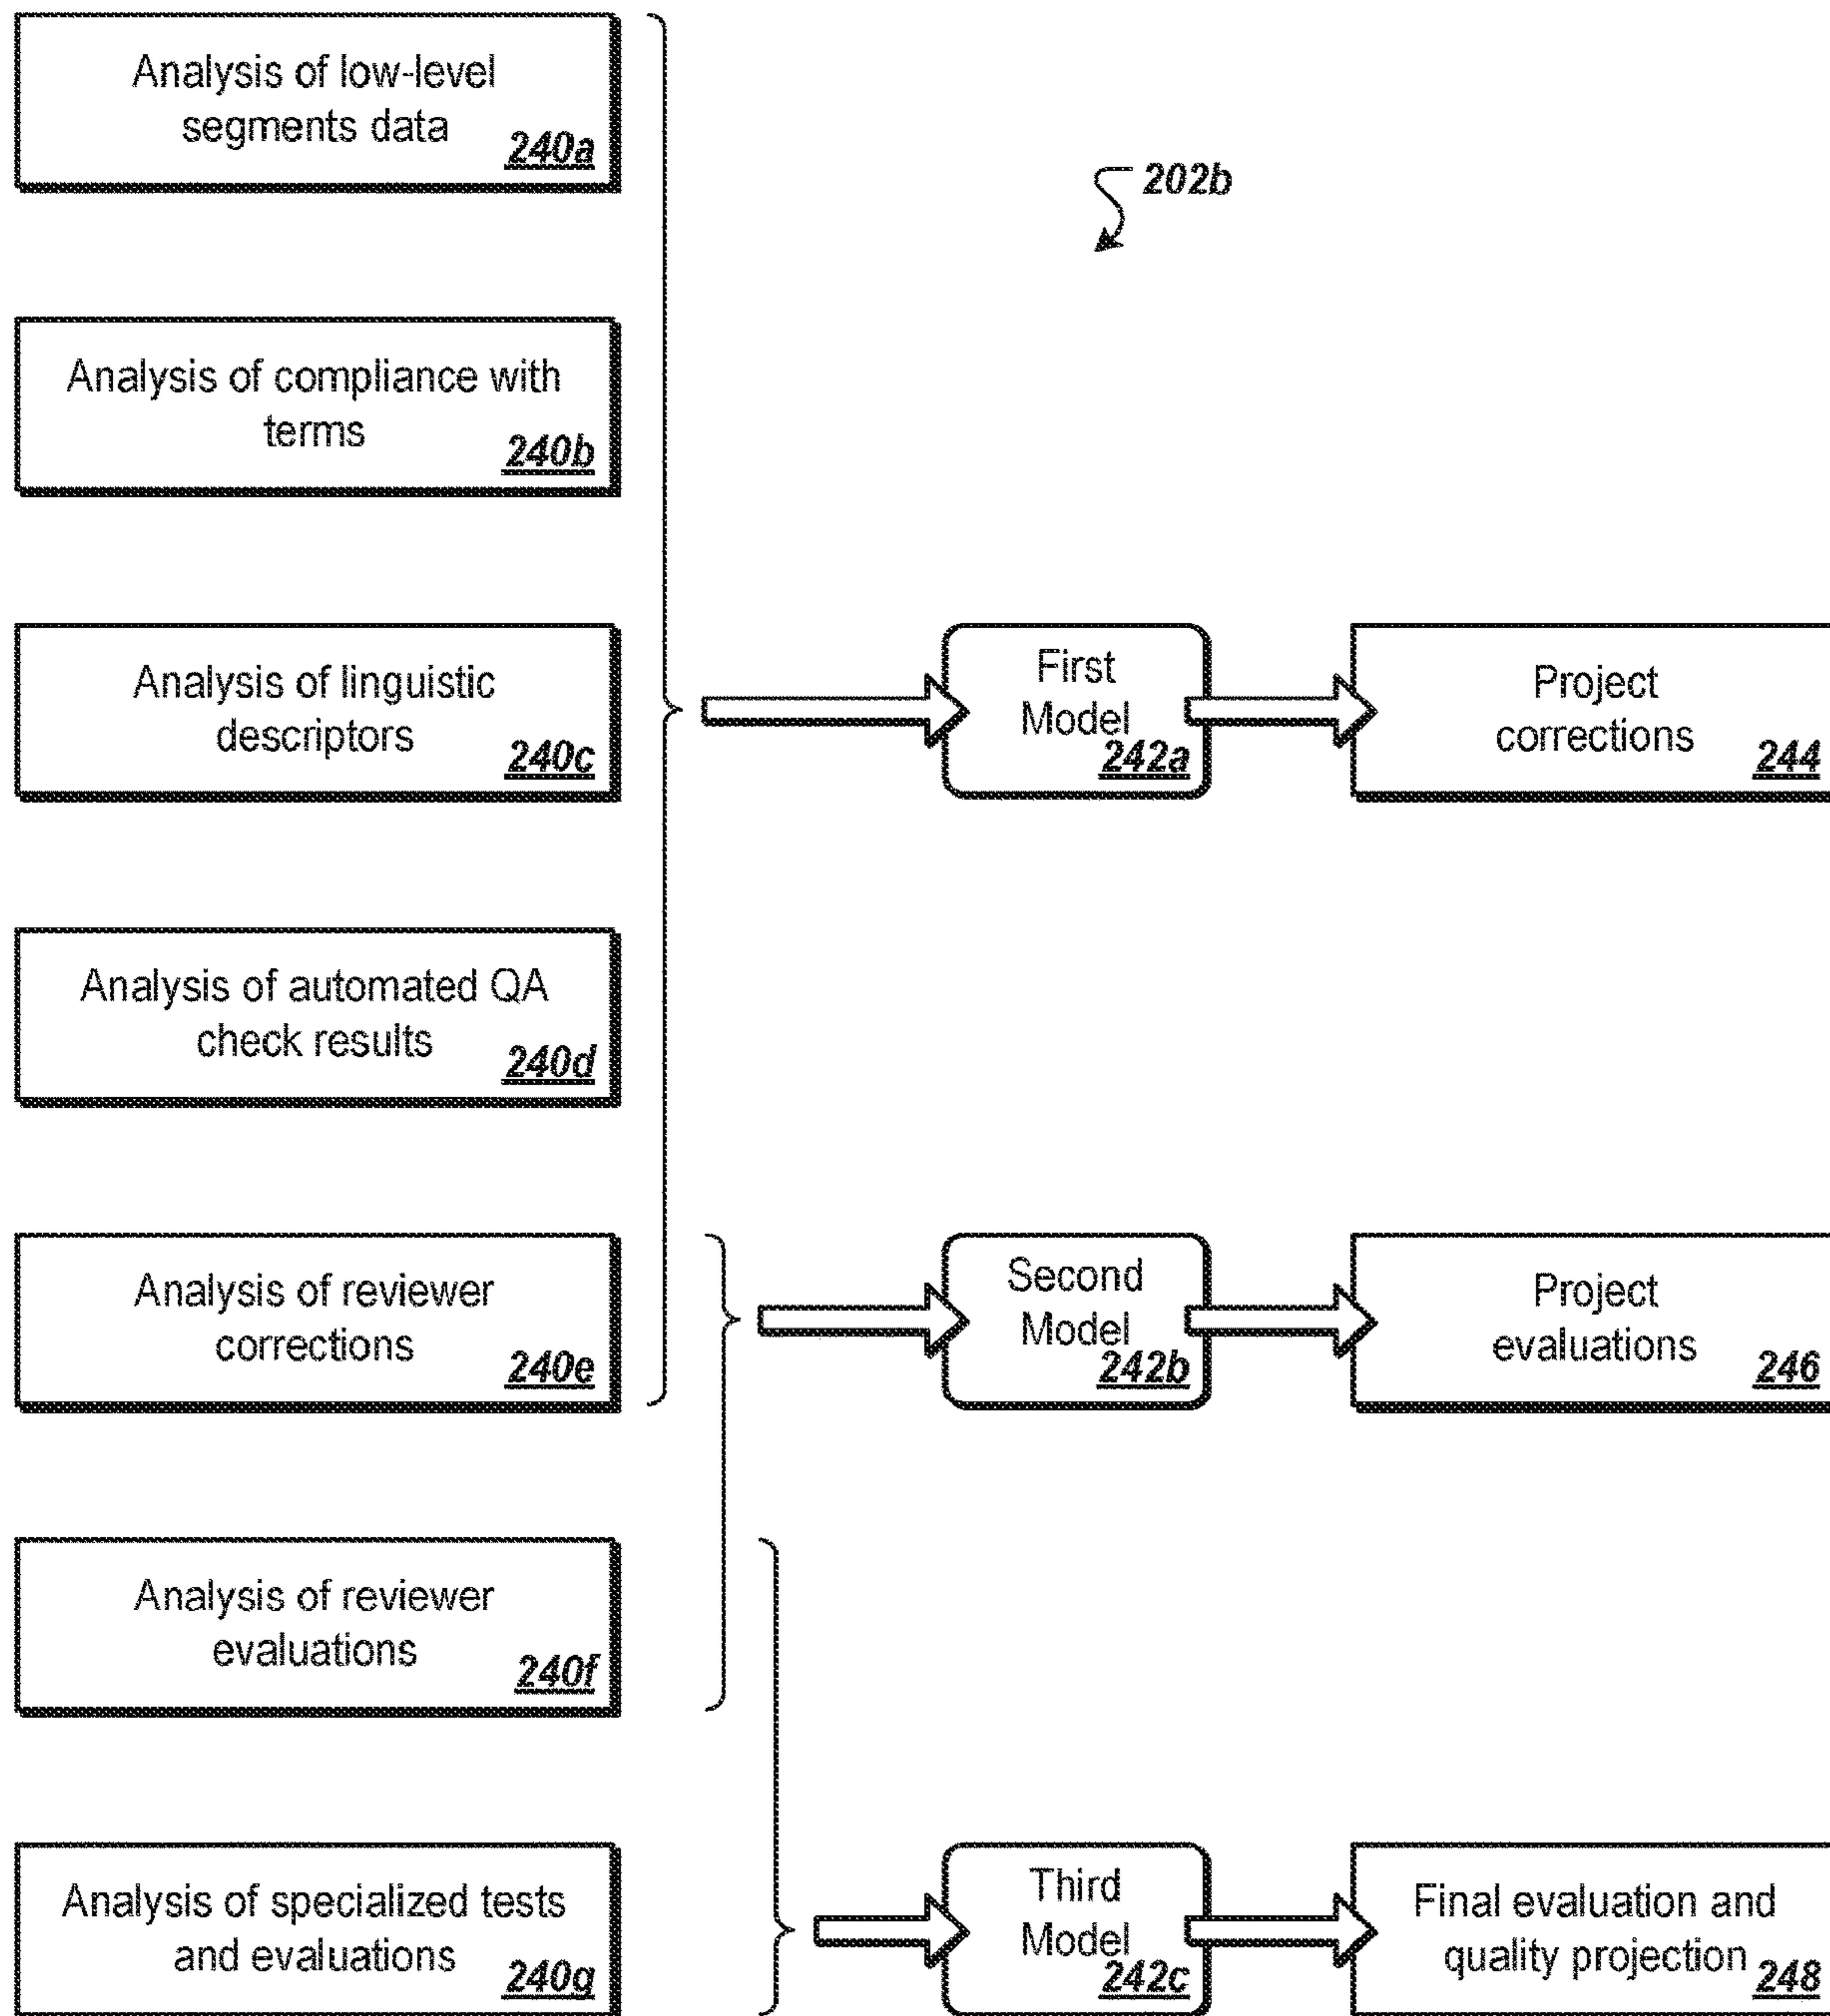 Analysis of low-level
segments data
240a
202b
Analysis of compliance with
terms
240b
Analysis of linguistic
descriptors
240c
First
Model
242a
Project
corrections
244
Analysis of automated QA
check results
240d
Analysis of reviewer
corrections
240e
Second
Model
242b
Project
evaluations
246
Analysis of reviewer
evaluations
240f
Analysis of specialized tests
and evaluations
240g
Third
Model
242c
Final evaluation and
quality projection
248